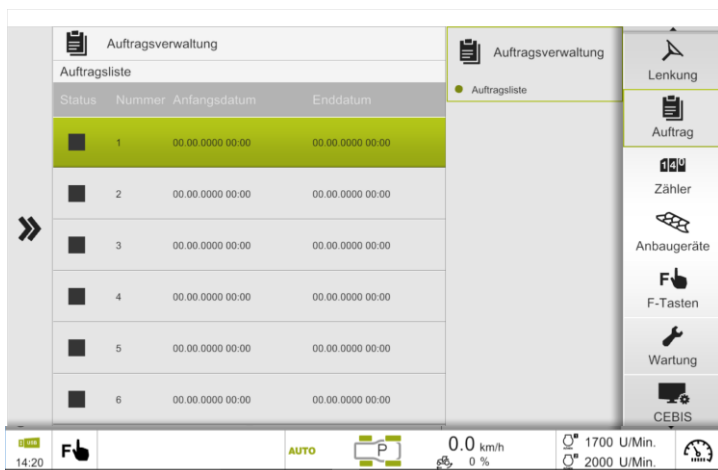 Auftragsverwaltung
Auftragsliste
Status Nummer Anfangsdatum Enddatum
1 00.00.0000 00:00 00.00.0000 00:00
2 00.00.0000 00:00 00.00.0000 00:00
3 00.00.0000 00:00 00.00.0000 00:00
4 00.00.0000 00:00 00.00.0000 00:00
5 00.00.0000 00:00 00.00.0000 00:00
6 00.00.0000 00:00 00.00.0000 00:00
Auftragsverwaltung
Auftragsliste
Lenkung
Auftrag
Zähler
Anbaugeräte
F
F-Tasten
Wartung
CEBIS
USB
14:20
F
AUTO
P
0.0 km/h
0 %
1700 U/Min.
2000 U/Min.